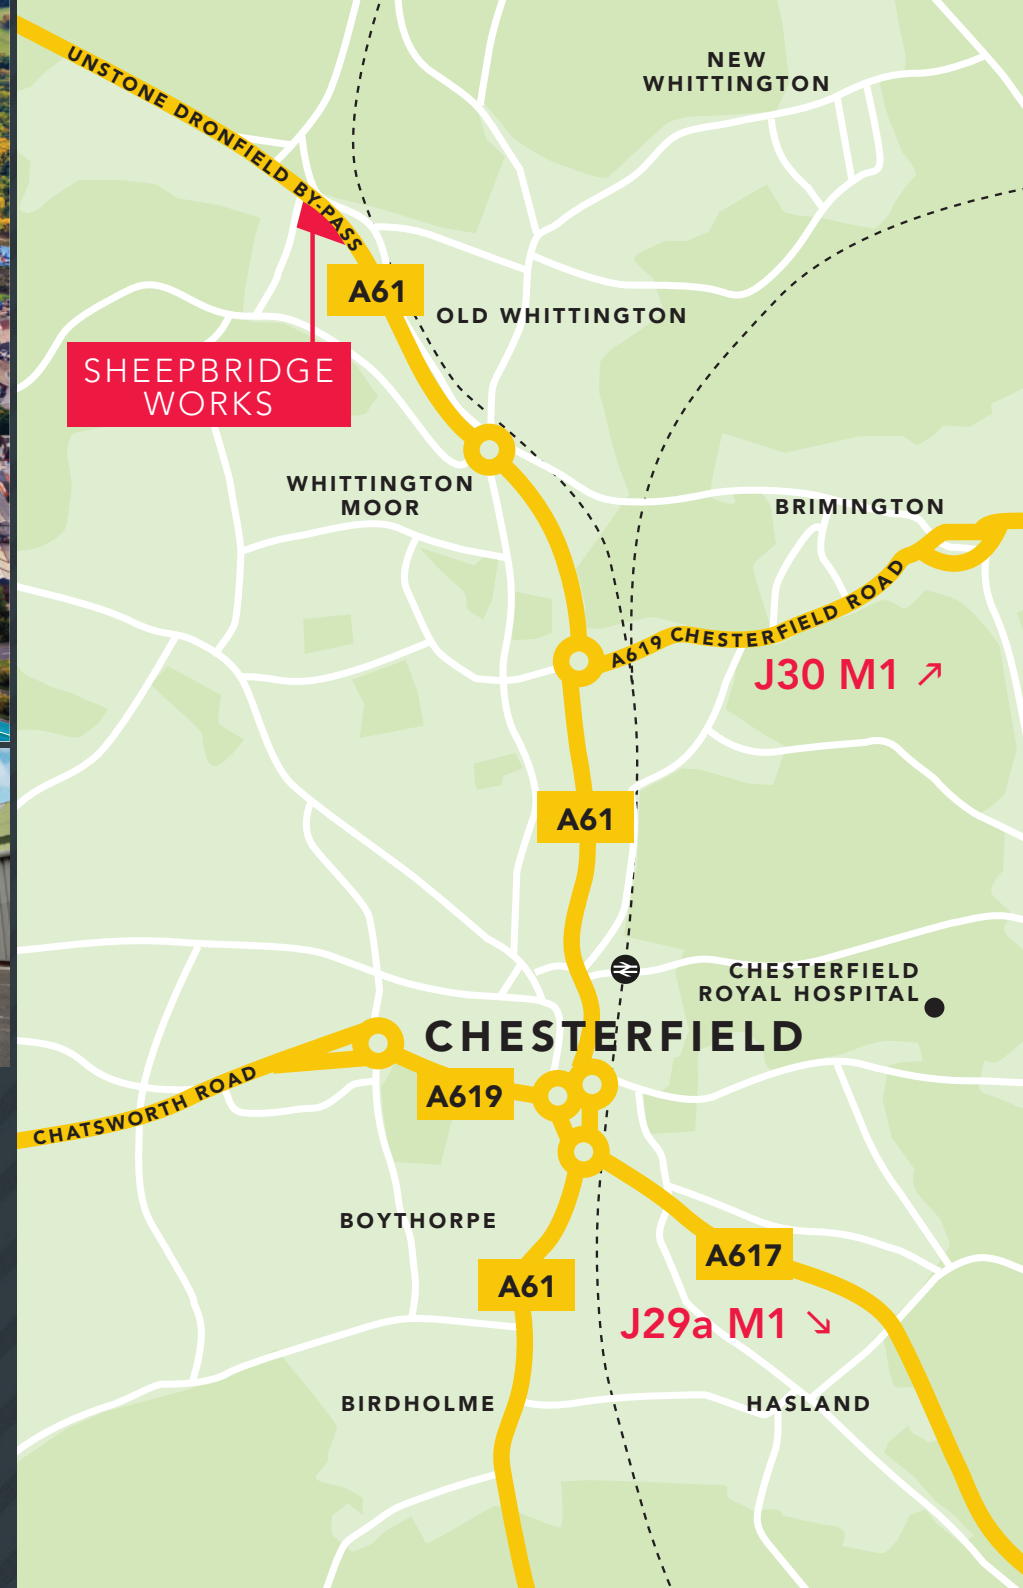 NEW
WHITTINGTON
UNSTONE DRONFIELD BY-PASS
A61
OLD WHITTINGTON
SHEEPBRIDGE
WORKS
WHITTINGTON
MOOR
BRIMINGTON
A619 CHESTERFIELD ROAD
J30 M1 ↗
A61
CHESTERFIELD
ROYAL HOSPITAL
CHESTERFIELD
CHATSWORTH ROAD
A619
BOYTHORPE
A617
A61
J29a M1 ↘
BIRDHOLME
HASLAND